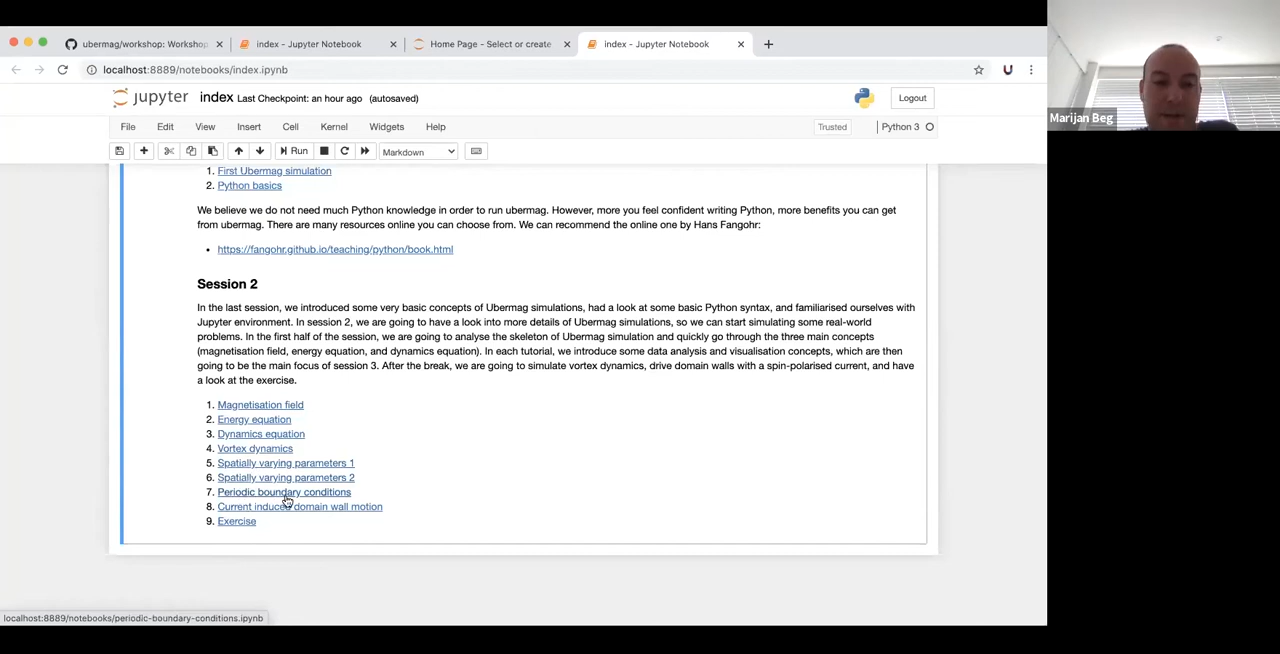 ubermag/workshop: Workshop
index - Jupyter Notebook
Home Page - Select or create
index - Jupyter Notebook
localhost:8889/notebooks/index.ipynb
jupyter index Last Checkpoint: an hour ago (autosaved)
Logout
File Edit View Insert Cell Kernel Widgets Help
Trusted
Python 3
Run
Markdown
Marijan Beg
1. First Ubermag simulation
2. Python basics
We believe we do not need much Python knowledge in order to run ubermag. However, more you feel confident writing Python, more benefits you can get
from ubermag. There are many resources online you can choose from. We can recommend the online one by Hans Fangohr:
• https://fangohr.github.io/teaching/python/book.html
Session 2
In the last session, we introduced some very basic concepts of Ubermag simulations, had a look at some basic Python syntax, and familiarised ourselves with
Jupyter environment. In session 2, we are going to have a look into more details of Ubermag simulations, so we can start simulating some real-world
problems. In the first half of the session, we are going to analyse the skeleton of Ubermag simulation and quickly go through the three main concepts
(magnetisation field, energy equation, and dynamics equation). In each tutorial, we introduce some data analysis and visualisation concepts, which are then
going to be the main focus of session 3. After the break, we are going to simulate vortex dynamics, drive domain walls with a spin-polarised current, and have
a look at the exercise.
1. Magnetisation field
2. Energy equation
3. Dynamics equation
4. Vortex dynamics
5. Spatially varying parameters 1
6. Spatially varying parameters 2
7. Periodic boundary conditions
8. Current induced domain wall motion
9. Exercise
localhost:8889/notebooks/periodic-boundary-conditions.ipynb